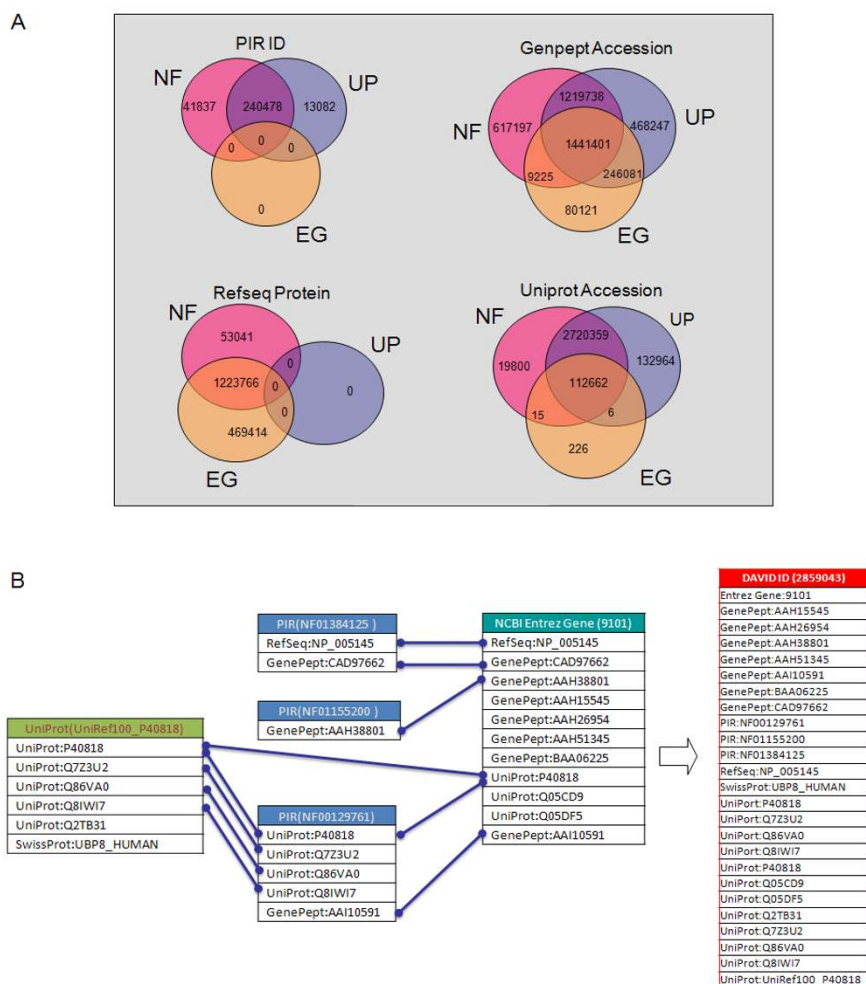 A
PIR ID
NF
UP
41837
240478
13082
0
0
0
0
EG
Genpept Accession
NF
UP
1219738
617197
468247
1441401
9225
246081
80121
EG
Refseq Protein
NF
UP
53041
0
1223766
0
0
0
469414
EG
Uniprot Accession
NF
UP
2720359
19800
132964
112662
15
6
226
EG
B
UniProt(UniRef100_P40818)
UniProt:P40818
UniProt:Q7Z3U2
UniProt:Q86VA0
UniProt:Q8IWI7
UniProt:Q2TB31
SwissProt:UBP8_HUMAN
PIR(NF01384125 )
RefSeq:NP_005145
GenePept:CAD97662
PIR(NF01155200 )
GenePept:AAH38801
PIR(NF00129761)
UniProt:P40818
UniProt:Q7Z3U2
UniProt:Q86VA0
UniProt:Q8IWI7
GenePept:AAI10591
NCBI Entrez Gene (9101)
RefSeq:NP_005145
GenePept:CAD97662
GenePept:AAH38801
GenePept:AAH15545
GenePept:AAH26954
GenePept:AAH51345
GenePept:BAA06225
UniProt:P40818
UniProt:Q05CD9
UniProt:Q05DF5
GenePept:AAI10591
DAVID ID (2859043)
Entrez Gene:9101
GenePept:AAH15545
GenePept:AAH26954
GenePept:AAH38801
GenePept:AAH51345
GenePept:AAI10591
GenePept:BAA06225
GenePept:CAD97662
PIR:NF00129761
PIR:NF01155200
PIR:NF01384125
RefSeq:NP_005145
SwissProt:UBP8_HUMAN
UniPort:P40818
UniPort:Q7Z3U2
UniPort:Q86VA0
UniPort:Q8IWI7
UniProt:P40818
UniProt:Q05CD9
UniProt:Q05DF5
UniProt:Q2TB31
UniProt:Q7Z3U2
UniProt:Q86VA0
UniProt:Q8IWI7
UniProt:UniRef100_P40818